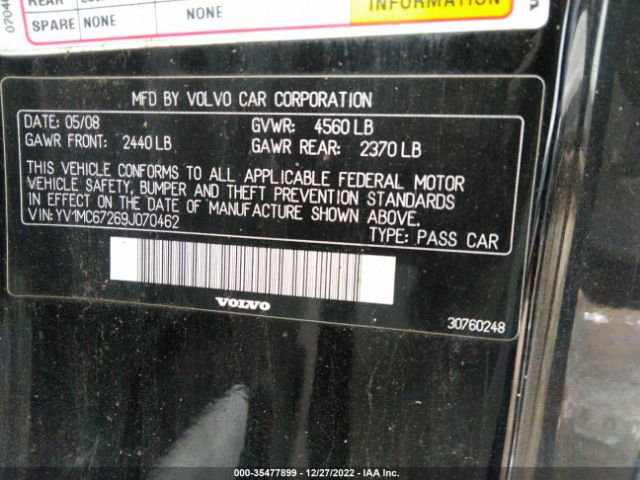 SPARE NONE NONE
INFORMATION
MFD BY VOLVO CAR CORPORATION
DATE: 05/08 GVWR: 4560 LB
GAWR FRONT: 2440 LB GAWR REAR: 2370 LB
THIS VEHICLE CONFORMS TO ALL APPLICABLE FEDERAL MOTOR
VEHICLE SAFETY, BUMPER AND THEFT PREVENTION STANDARDS
IN EFFECT ON THE DATE OF MANUFACTURE SHOWN ABOVE.
VIN: YV1MC67269J070462
TYPE: PASS CAR
VOLVO
30760248
000-35477899 | 12/27/2022 - IAA Inc.